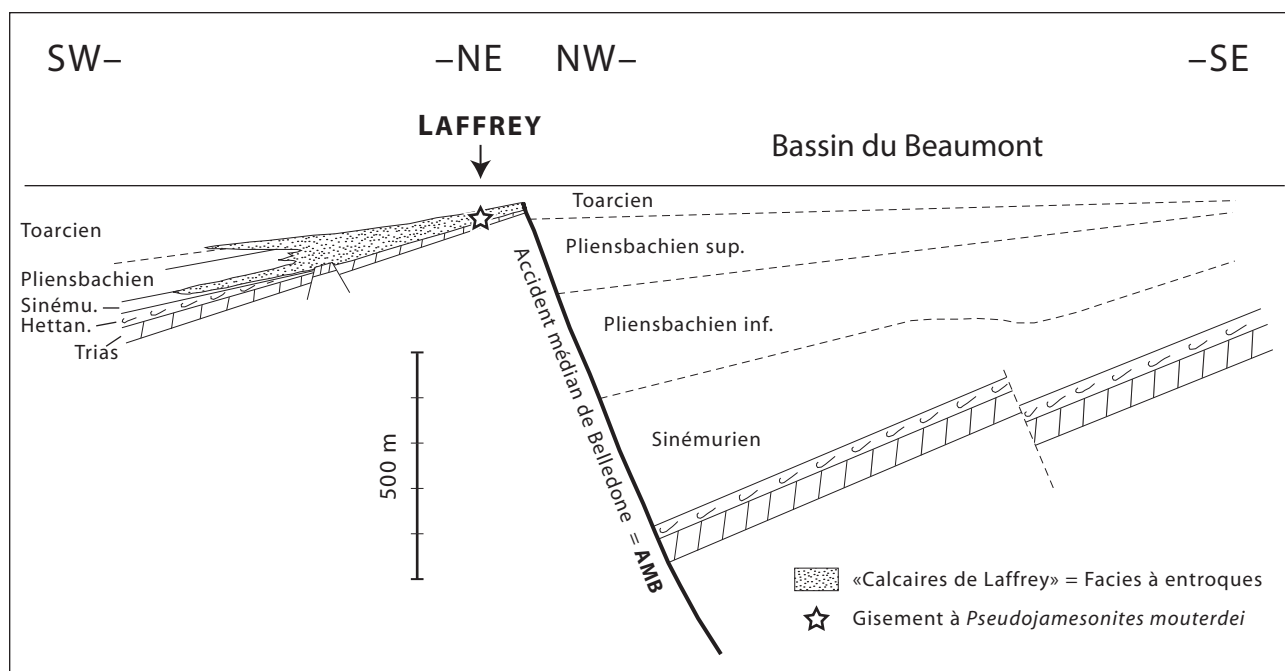 SW–
–NE
NW–
–SE
LAFFREY
Bassin du Beaumont
Toarcien
Pliensbachien
Sinému.
Hettan.
Trias
Toarcien
Pliensbachien sup.
Pliensbachien inf.
Sinémurien
Accident médian de Belledone = AMB
500 m
«Calcaires de Laffrey» = Facies à entroques
Gisement à Pseudojamesonites mouterdei